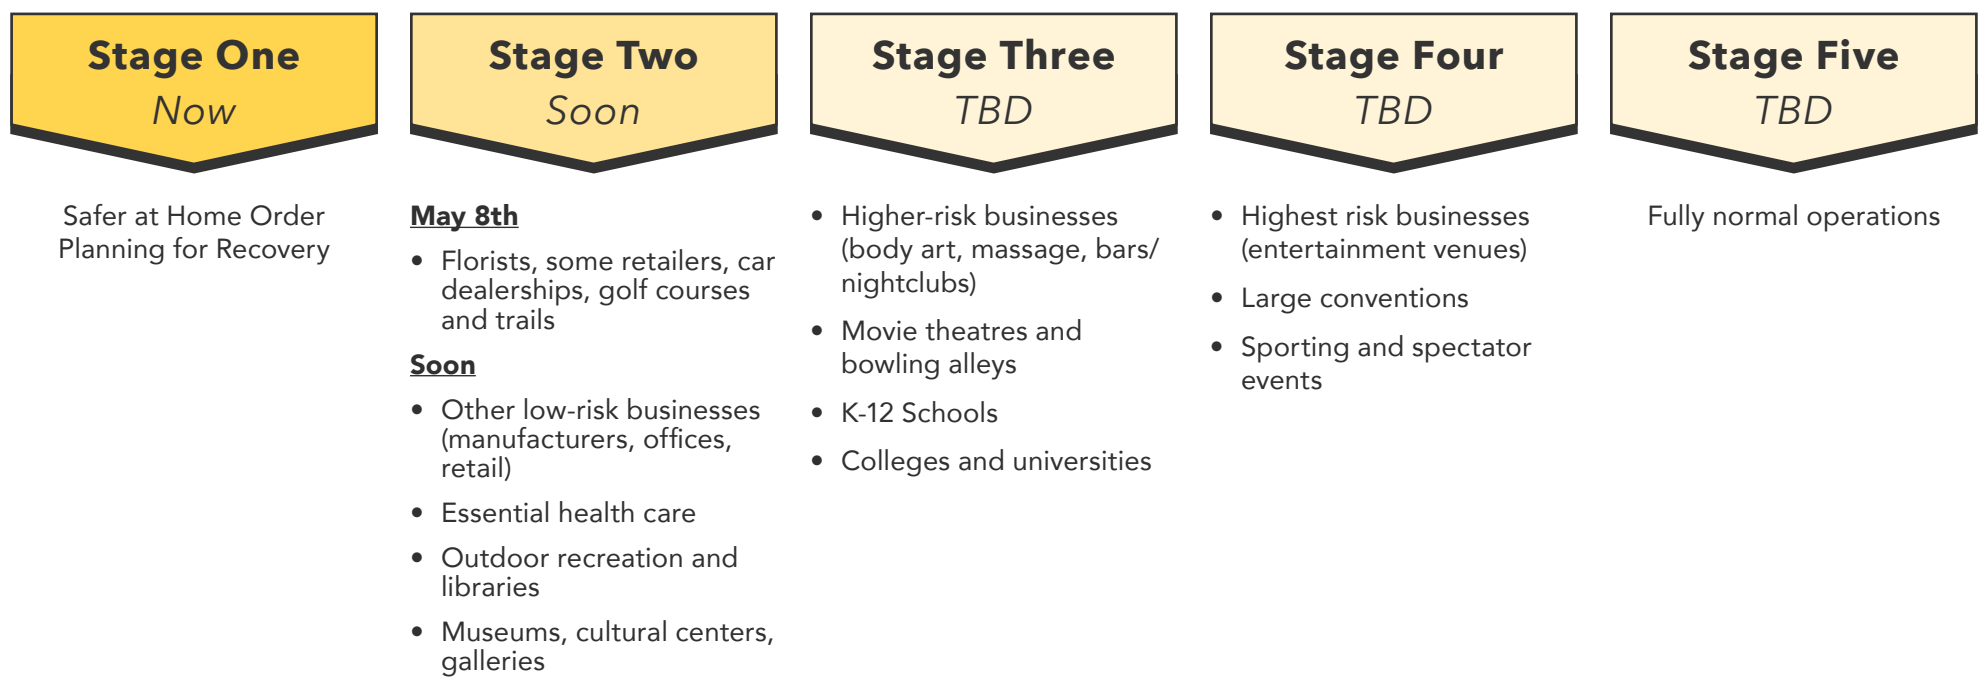 Stage One
Now
Safer at Home Order
Planning for Recovery
Stage Two
Soon
May 8th
• Florists, some retailers, car
dealerships, golf courses
and trails
Soon
• Other low-risk businesses
(manufacturers, offices,
retail)
• Essential health care
• Outdoor recreation and
libraries
• Museums, cultural centers,
galleries
Stage Three
TBD
• Higher-risk businesses
(body art, massage, bars/
nightclubs)
• Movie theatres and
bowling alleys
• K-12 Schools
• Colleges and universities
Stage Four
TBD
• Highest risk businesses
(entertainment venues)
• Large conventions
• Sporting and spectator
events
Stage Five
TBD
Fully normal operations